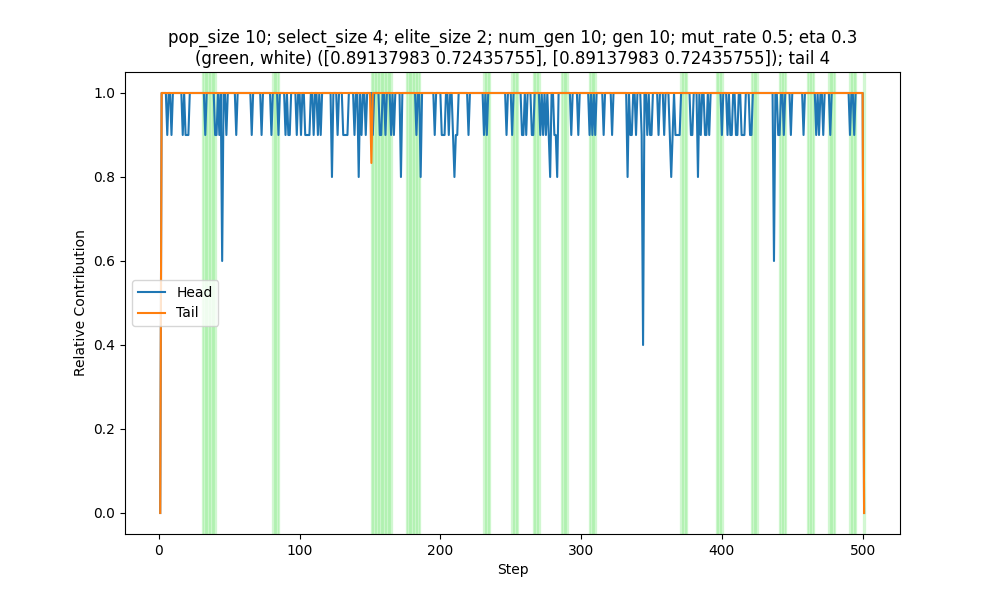 pop_size 10; select_size 4; elite_size 2; num_gen 10; gen 10; mut_rate 0.5; eta 0.3
(green, white) ([0.89137983 0.72435755], [0.89137983 0.72435755]); tail 4
1.0
0.8
0.6
0.4
0.2
0.0
Relative Contribution
Head
Tail
0 100 200 300 400 500
Step